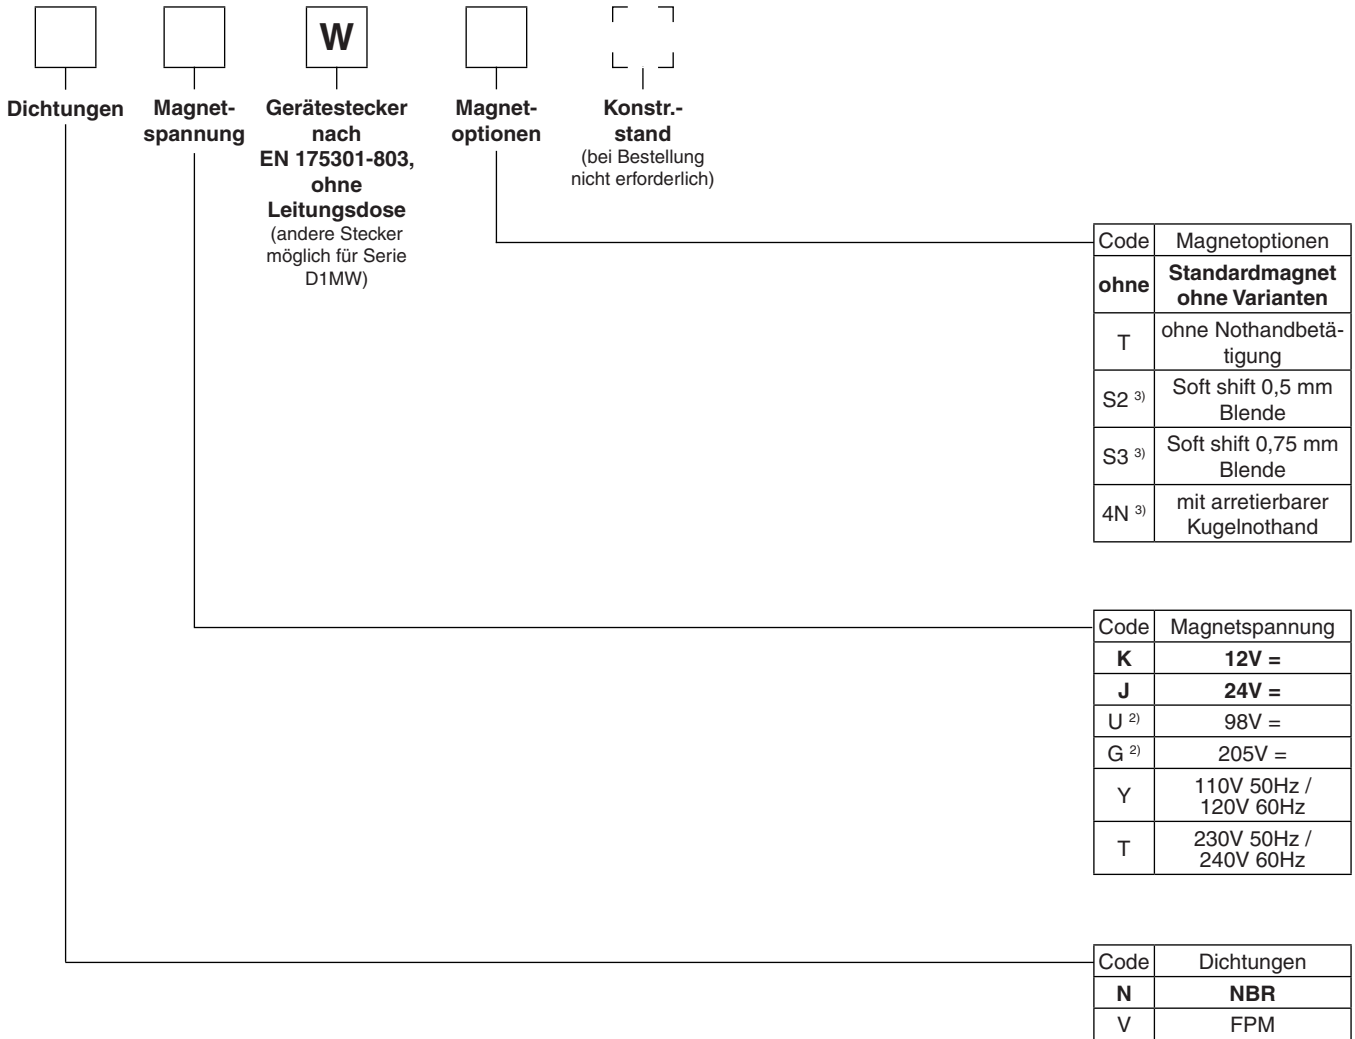 W
Dichtungen
Magnet-
spannung
Gerätestecker
nach
EN 175301-803,
ohne
Leitungsdose
(andere Stecker
möglich für Serie
D1MW)
Magnet-
optionen
Konstr.-
stand
(bei Bestellung
nicht erforderlich)
Code Magnetoptionen
ohne Standardmagnet
ohne Varianten
T ohne Nothandbetä-
tigung
S2 3) Soft shift 0,5 mm
Blende
S3 3) Soft shift 0,75 mm
Blende
4N 3) mit arretierbarer
Kugelnothand
Code Magnetspannung
K 12V =
J 24V =
U 2) 98V =
G 2) 205V =
Y 110V 50Hz /
120V 60Hz
T 230V 50Hz /
240V 60Hz
Code Dichtungen
N NBR
V FPM